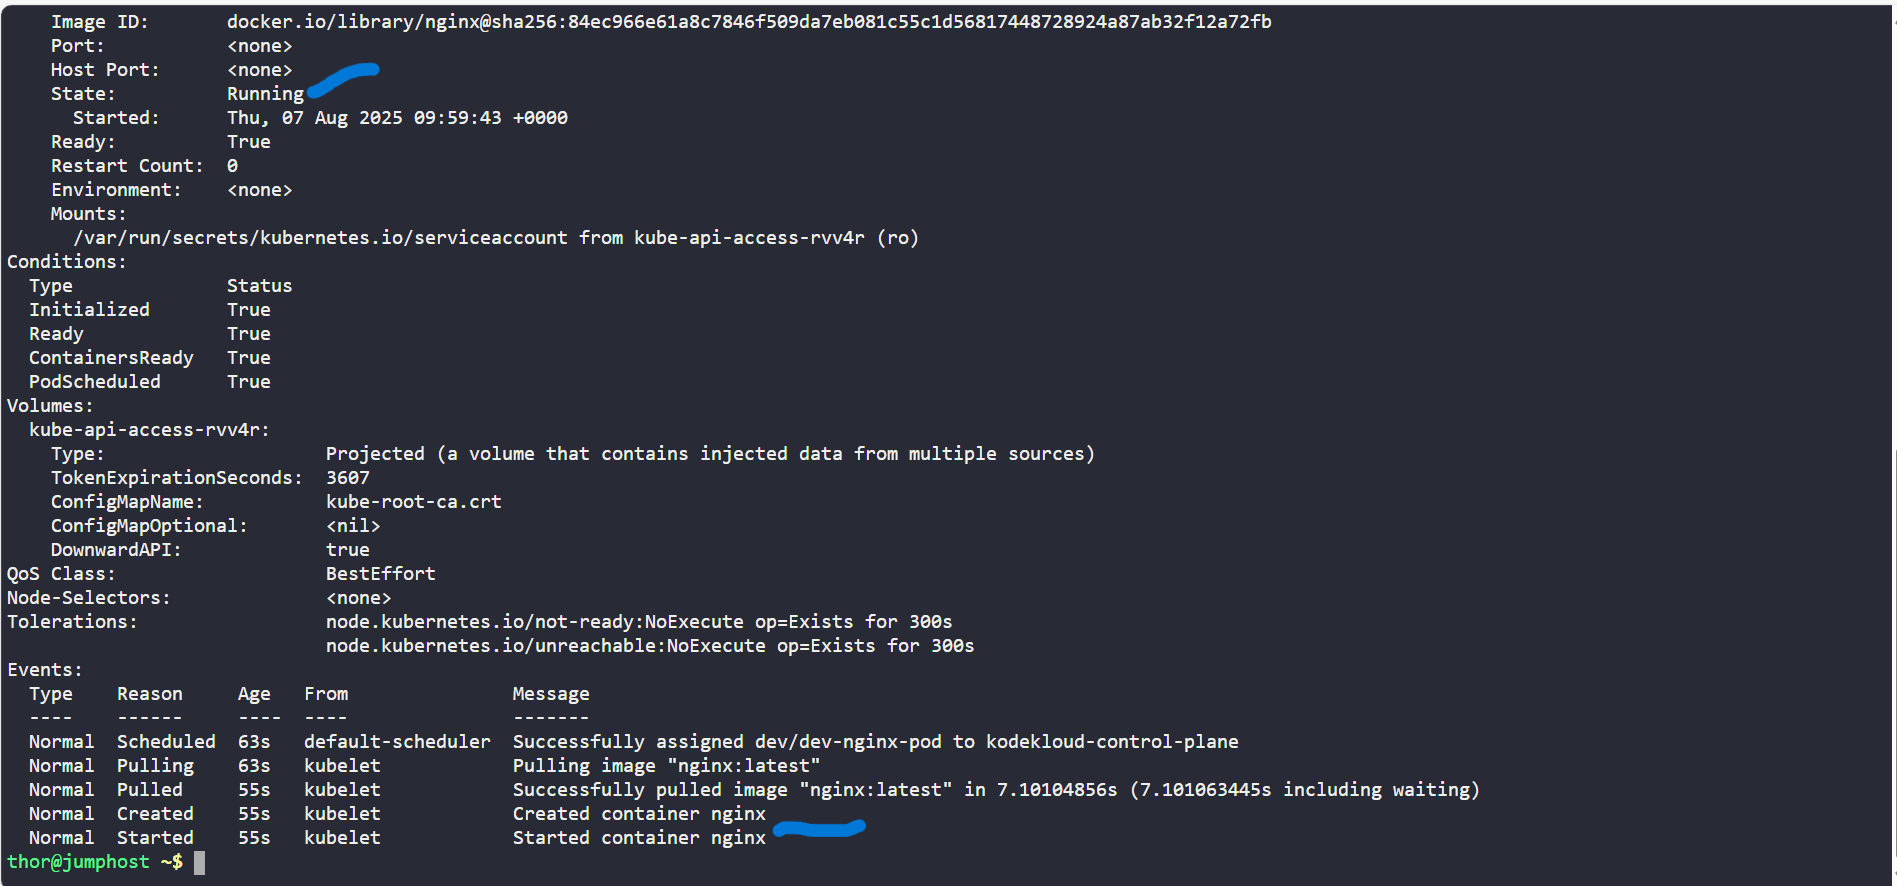 Image ID: docker.io/library/nginx@sha256:84ec966e61a8c7846f509da7eb081c55c1d56817448728924a87ab32f12a72fb
Port: <none>
Host Port: <none>
State: Running
Started: Thu, 07 Aug 2025 09:59:43 +0000
Ready: True
Restart Count: 0
Environment: <none>
Mounts:
/var/run/secrets/kubernetes.io/serviceaccount from kube-api-access-rvv4r (ro)
Conditions:
Type Status
Initialized True
Ready True
ContainersReady True
PodScheduled True
Volumes:
kube-api-access-rvv4r:
Type: Projected (a volume that contains injected data from multiple sources)
TokenExpirationSeconds: 3607
ConfigMapName: kube-root-ca.crt
ConfigMapOptional: <nil>
DownwardAPI: true
QoS Class: BestEffort
Node-Selectors: <none>
Tolerations: node.kubernetes.io/not-ready:NoExecute op=Exists for 300s
node.kubernetes.io/unreachable:NoExecute op=Exists for 300s
Events:
Type Reason Age From Message
---- ------ ---- ---- -------
Normal Scheduled 63s default-scheduler Successfully assigned dev/dev-nginx-pod to kodekloud-control-plane
Normal Pulling 63s kubelet Pulling image "nginx:latest"
Normal Pulled 55s kubelet Successfully pulled image "nginx:latest" in 7.10104856s (7.101063445s including waiting)
Normal Created 55s kubelet Created container nginx
Normal Started 55s kubelet Started container nginx
thor@jumphost ~$